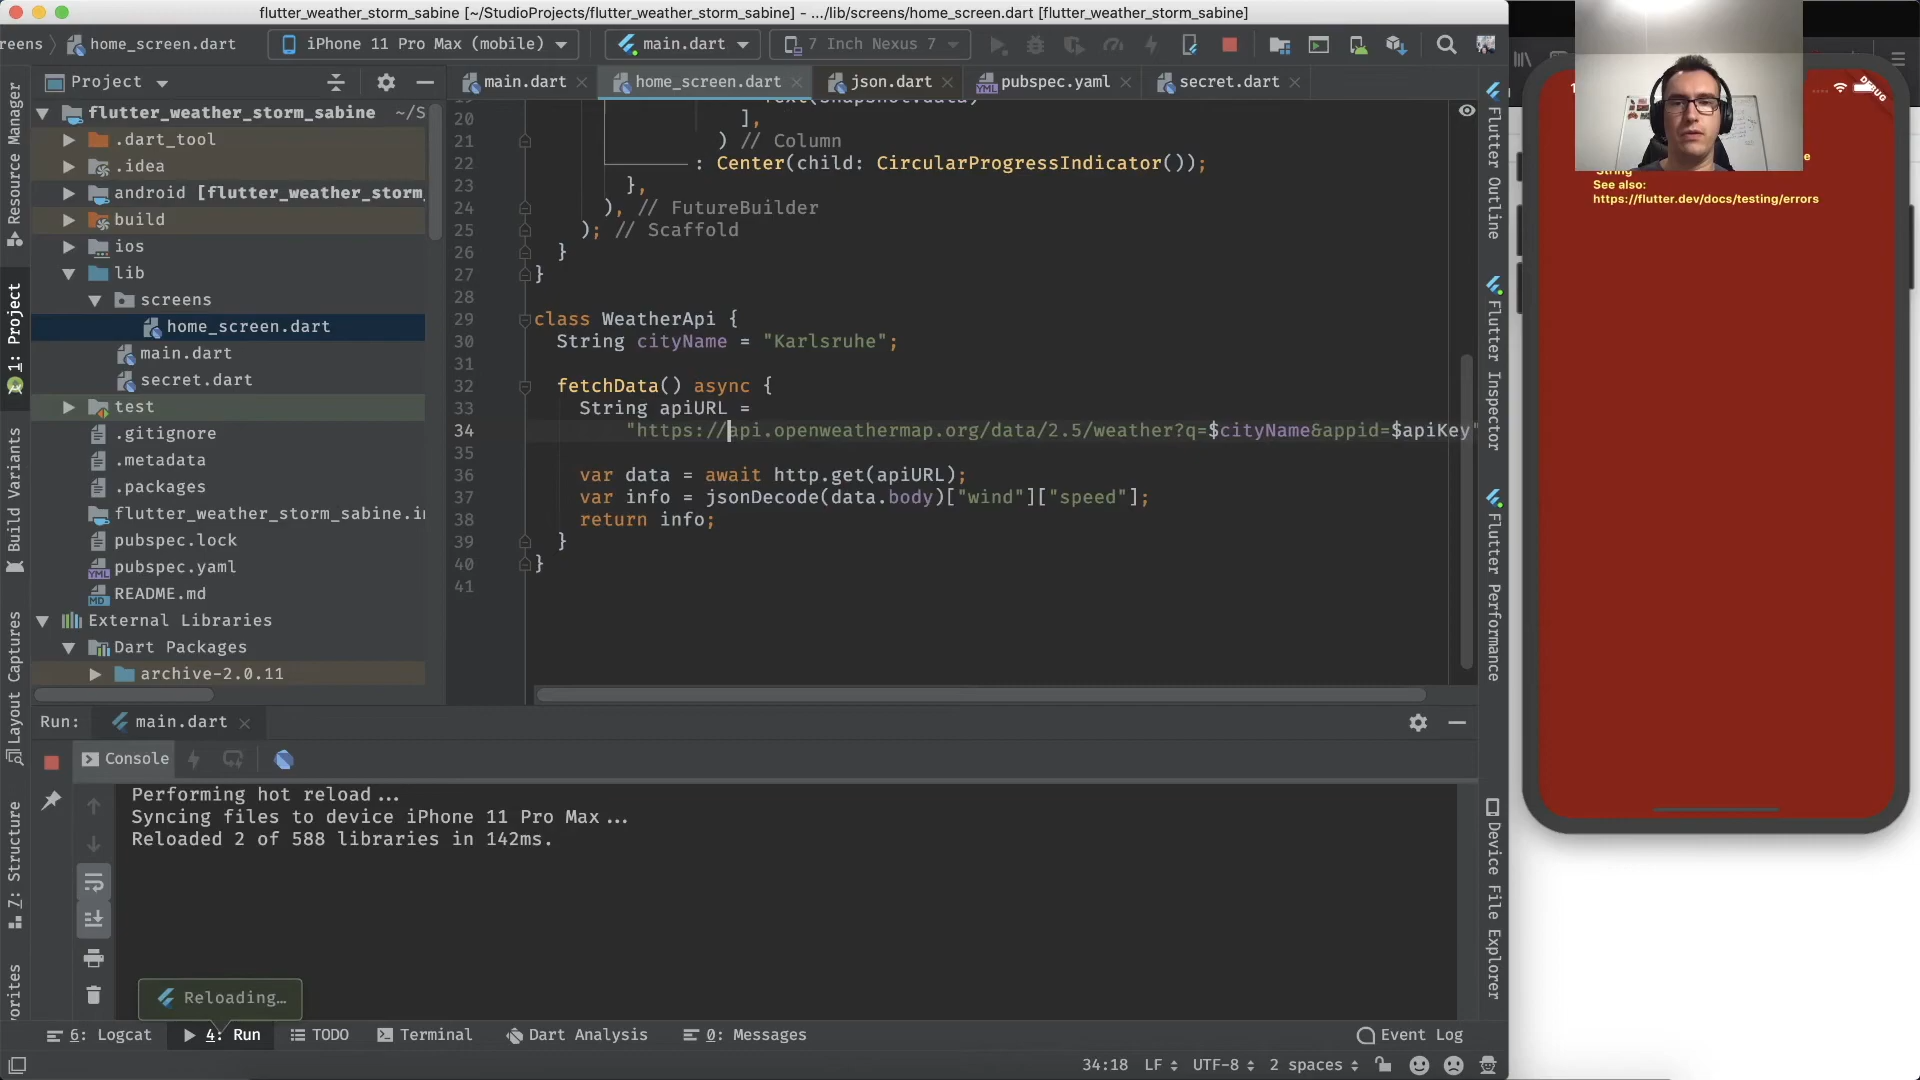 flutter_weather_storm_sabine [~/StudioProjects/flutter_weather_storm_sabine] - .../lib/screens/home_screen.dart [flutter_weather_storm_sabine]
reens
home_screen.dart
iPhone 11 Pro Max (mobile)
main.dart
7 Inch Nexus 7
Project
main.dart
home_screen.dart
json.dart
pubspec.yaml
secret.dart
flutter_weather_storm_sabine ~/S
.dart_tool
.idea
android [flutter_weather_storm_
build
ios
lib
screens
home_screen.dart
main.dart
secret.dart
test
.gitignore
.metadata
.packages
flutter_weather_storm_sabine.i
pubspec.lock
pubspec.yaml
README.md
External Libraries
Dart Packages
archive-2.0.11
Resource Manager
1: Project
Build Variants
Layout Captures
Z: Structure
vorites
19 Text(snapshot.data)
20 ],
21 ) // Column
22 : Center(child: CircularProgressIndicator());
23 },
24 ), // FutureBuilder
25 ); // Scaffold
26 }
27 }
28
29 class WeatherApi {
30 String cityName = "Karlsruhe";
31
32 fetchData() async {
33 String apiURL =
34 "https://api.openweathermap.org/data/2.5/weather?q=$cityName&appid=$apiKey"
35
36 var data = await http.get(apiURL);
37 var info = jsonDecode(data.body)["wind"]["speed"];
38 return info;
39 }
40 }
41
Flutter Outline
Flutter Inspector
Flutter Performance
Device File Explorer
Run:
main.dart
Console
Performing hot reload...
Syncing files to device iPhone 11 Pro Max...
Reloaded 2 of 588 libraries in 142ms.
Reloading…
6: Logcat
4: Run
TODO
Terminal
Dart Analysis
0: Messages
Event Log
34:18
LF
UTF-8
2 spaces
DEBUG
See also:
https://flutter.dev/docs/testing/errors